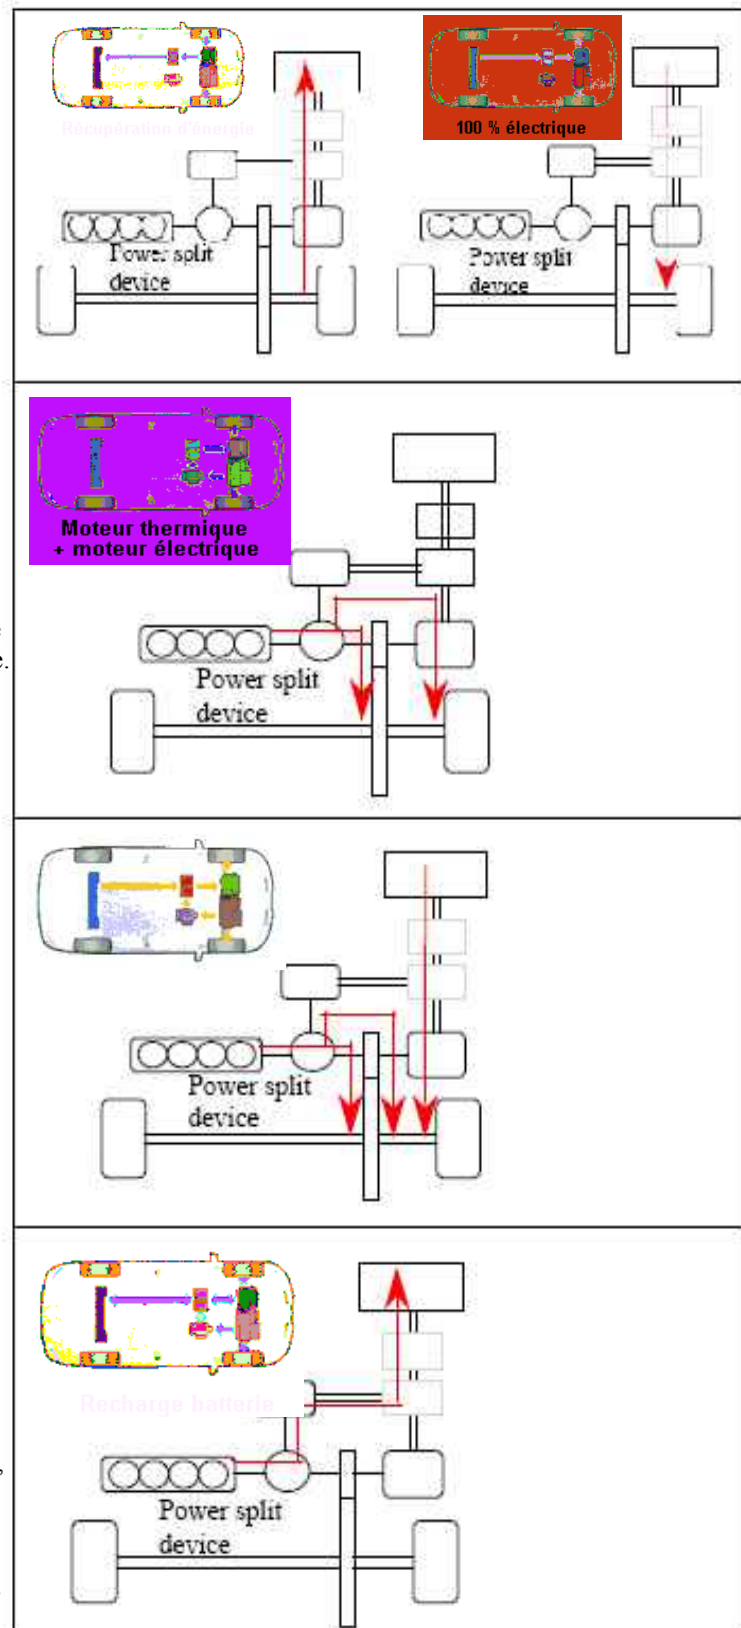 Récupération d'énergie
100 % électrique
Power split
device
Power split
device
Moteur thermique
+ moteur électrique
e.
Power split
device
Power split
device
Recharge batterie
,
Power split
device